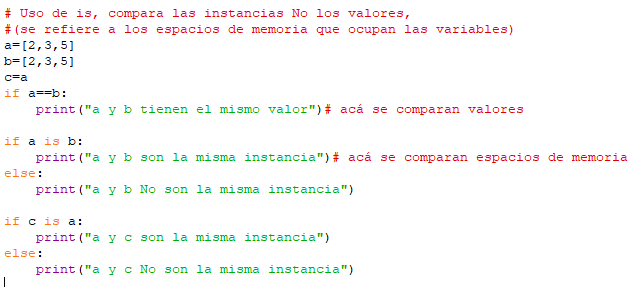 # Uso de is, compara las instancias No los valores,
#(se refiere a los espacios de memoria que ocupan las variables)
a=[2,3,5]
b=[2,3,5]
c=a
if a==b:
    print("a y b tienen el mismo valor")# acá se comparan valores

if a is b:
    print("a y b son la misma instancia")# acá se comparan espacios de memoria
else:
    print("a y b No son la misma instancia")

if c is a:
    print("a y c son la misma instancia")
else:
    print("a y c No son la misma instancia")